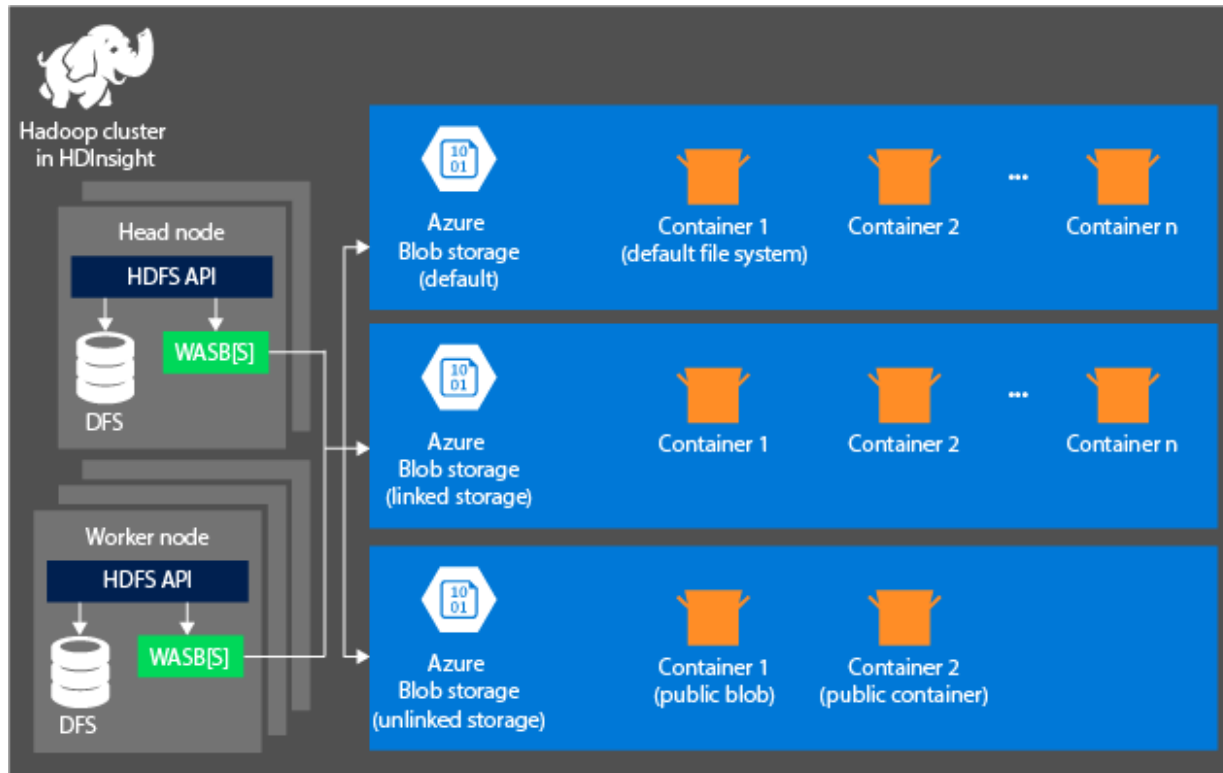 Hadoop cluster
in HDInsight
Head node
HDFS API
WASB[S]
DFS
Worker node
HDFS API
WASB[S]
DFS
10
01
Azure
Blob storage
(default)
Container 1
(default file system)
Container 2
...
Container n
10
01
Azure
Blob storage
(linked storage)
Container 1
Container 2
...
Container n
10
01
Azure
Blob storage
(unlinked storage)
Container 1
(public blob)
Container 2
(public container)